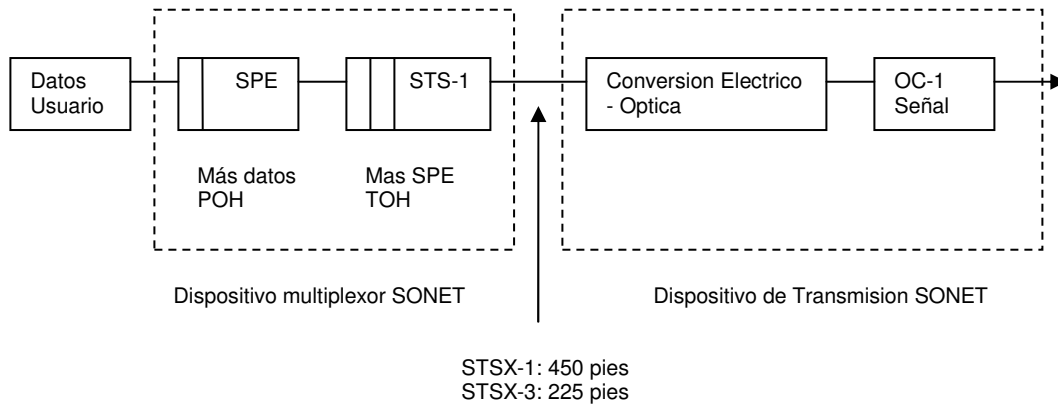 Datos
Usuario
SPE
STS-1
Conversion Electrico
- Optica
OC-1
Señal
Más datos
POH
Mas SPE
TOH
Dispositivo multiplexor SONET
Dispositivo de Transmision SONET
STSX-1: 450 pies
STSX-3: 225 pies